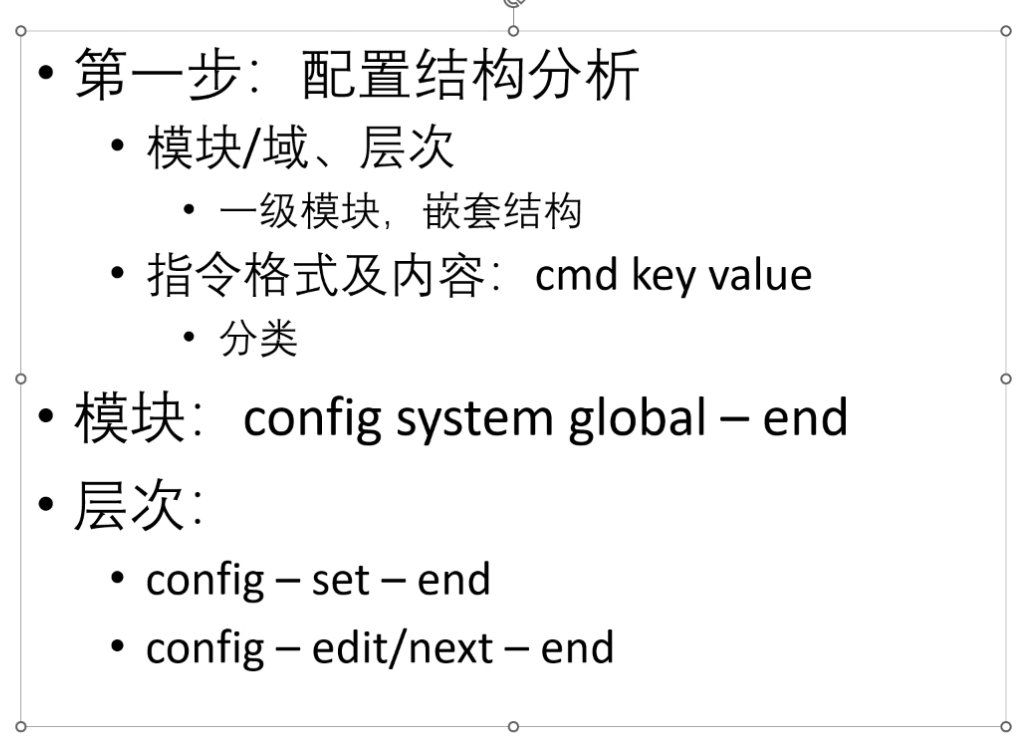 • 第一步：配置结构分析
• 模块/域、层次
• 一级模块，嵌套结构
• 指令格式及内容：cmd key value
• 分类
• 模块：config system global – end
• 层次：
• config – set – end
• config – edit/next – end